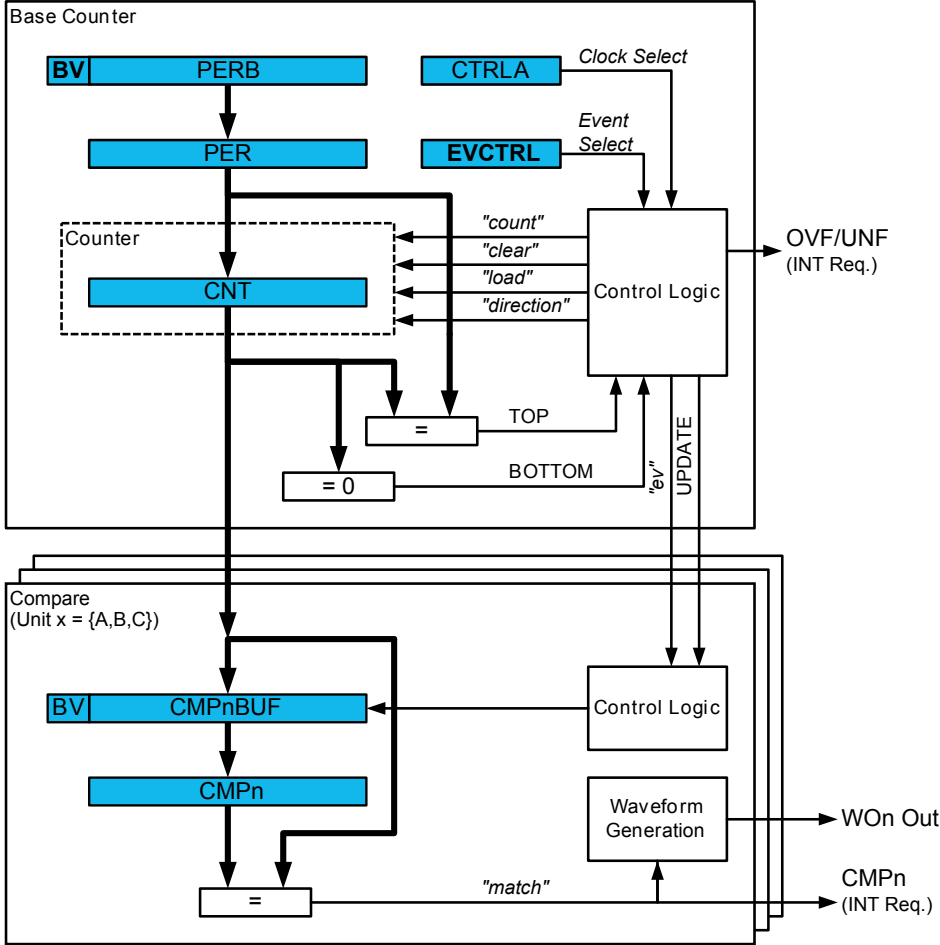 Base Counter
BV
PERB
CTRLA
Clock Select
PER
EVCTRL
Event
Select
Counter
CNT
"count"
"clear"
"load"
"direction"
Control Logic
OVF/UNF
(INT Req.)
=
TOP
= 0
BOTTOM
"ev"
UPDATE
Compare
(Unit x = {A,B,C})
BV
CMPnBUF
Control Logic
CMPn
Waveform
Generation
WOn Out
=
"match"
CMPn
(INT Req.)